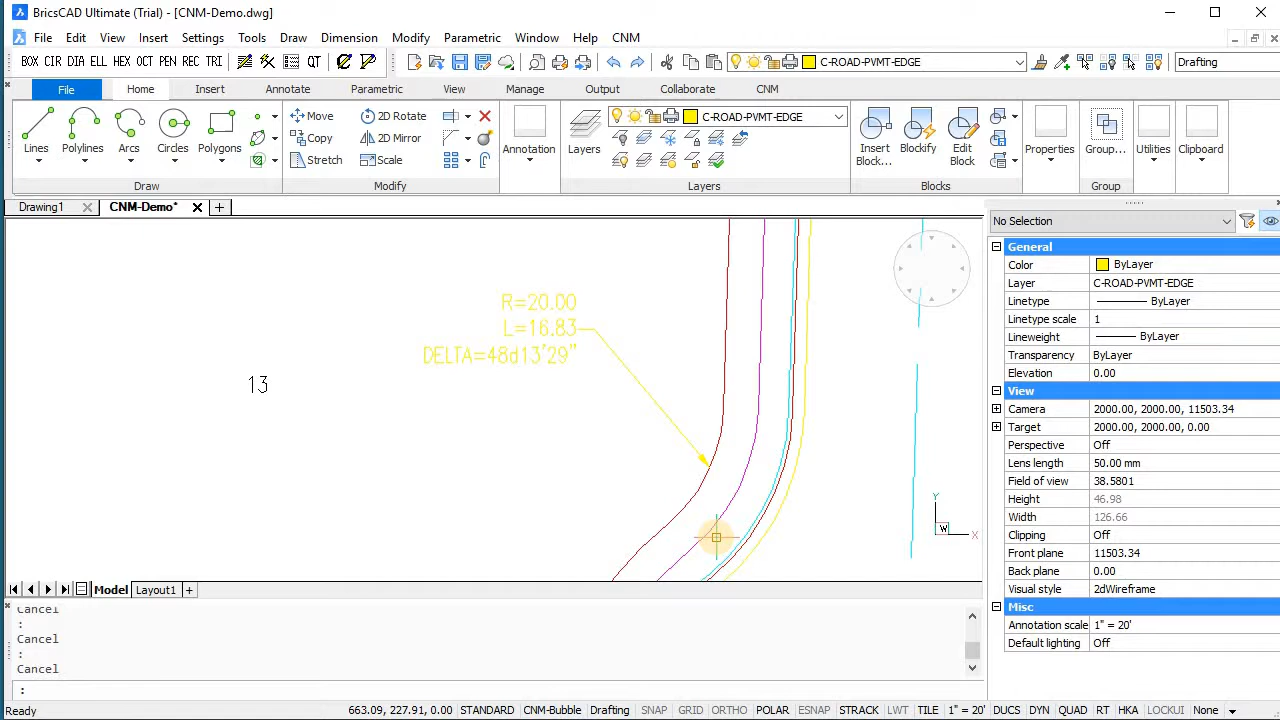 BricsCAD Ultimate (Trial) - [CNM-Demo.dwg]
File Edit View Insert Settings Tools Draw Dimension Modify Parametric Window Help CNM
BOX CIR DIA ELL HEX OCT PEN REC TRI QT C-ROAD-PVMT-EDGE Drafting
File Home Insert Annotate Parametric View Manage Output Collaborate CNM
Lines Polylines Arcs Circles Polygons
Move 2D Rotate
Copy 2D Mirror
Stretch Scale
Annotation
Layers
C-ROAD-PVMT-EDGE
Insert Block... Blockify Edit Block
Properties Group... Utilities Clipboard
Draw Modify Layers Blocks Group
Drawing1 CNM-Demo*
R=20.00
L=16.83
DELTA=48d13'29"
13
Y
W
X
No Selection
General
Color ByLayer
Layer C-ROAD-PVMT-EDGE
Linetype ByLayer
Linetype scale 1
Lineweight ByLayer
Transparency ByLayer
Elevation 0.00
View
Camera 2000.00, 2000.00, 11503.34
Target 2000.00, 2000.00, 0.00
Perspective Off
Lens length 50.00 mm
Field of view 38.5801
Height 46.98
Width 126.66
Clipping Off
Front plane 11503.34
Back plane 0.00
Visual style 2dWireframe
Misc
Annotation scale 1" = 20'
Default lighting Off
Model Layout1
Cancel
:
Cancel
:
Cancel
:
Ready 663.09, 227.91, 0.00 STANDARD CNM-Bubble Drafting SNAP GRID ORTHO POLAR ESNAP STRACK LWT TILE 1" = 20' DUCS DYN QUAD RT HKA LOCKUI None